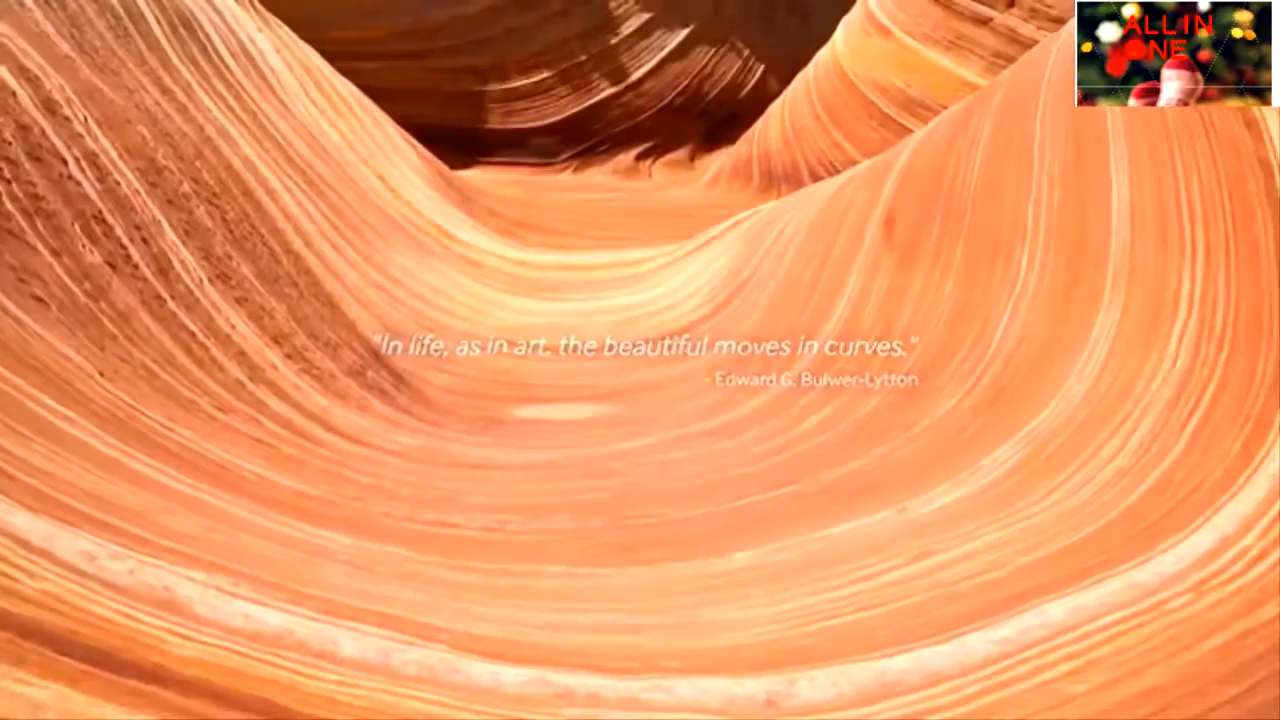 ALL IN
ONE
"In life, as in art, the beautiful moves in curves."
- Edward G. Bulwer-Lytton